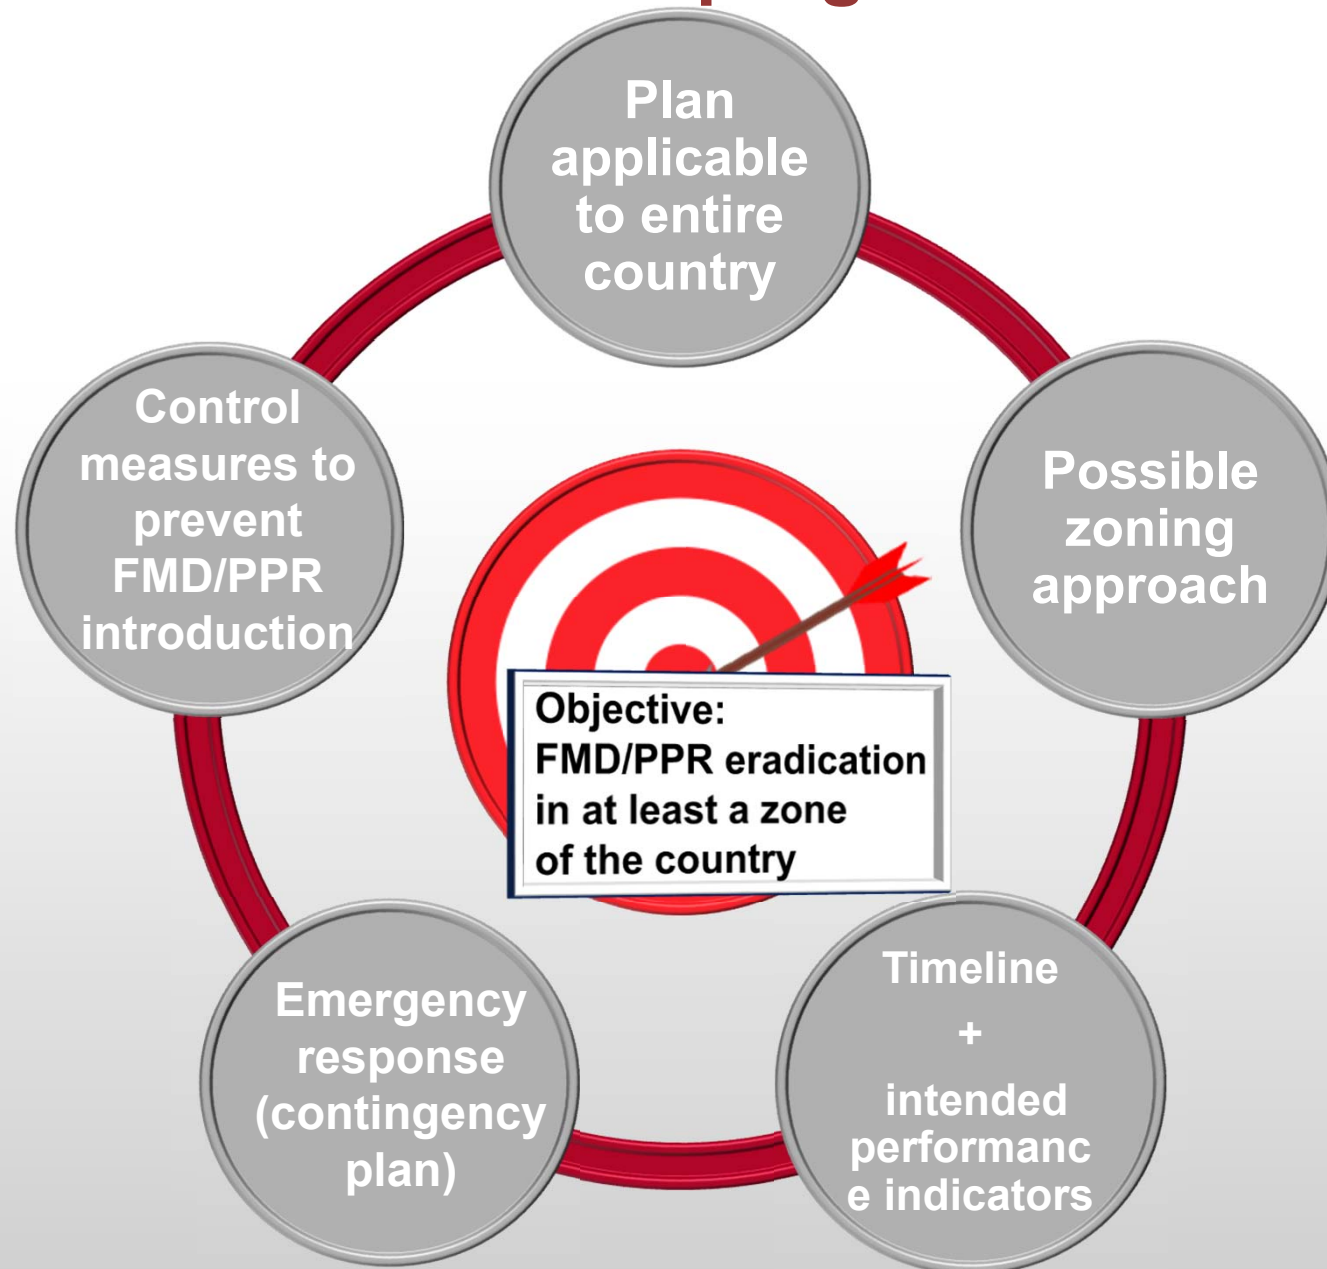 Plan
applicable
to entire
country
Possible
zoning
approach
Timeline
+
intended
performanc
e indicators
Emergency
response
(contingency
plan)
Control
measures to
prevent
FMD/PPR
introduction
Objective:
FMD/PPR eradication
in at least a zone
of the country